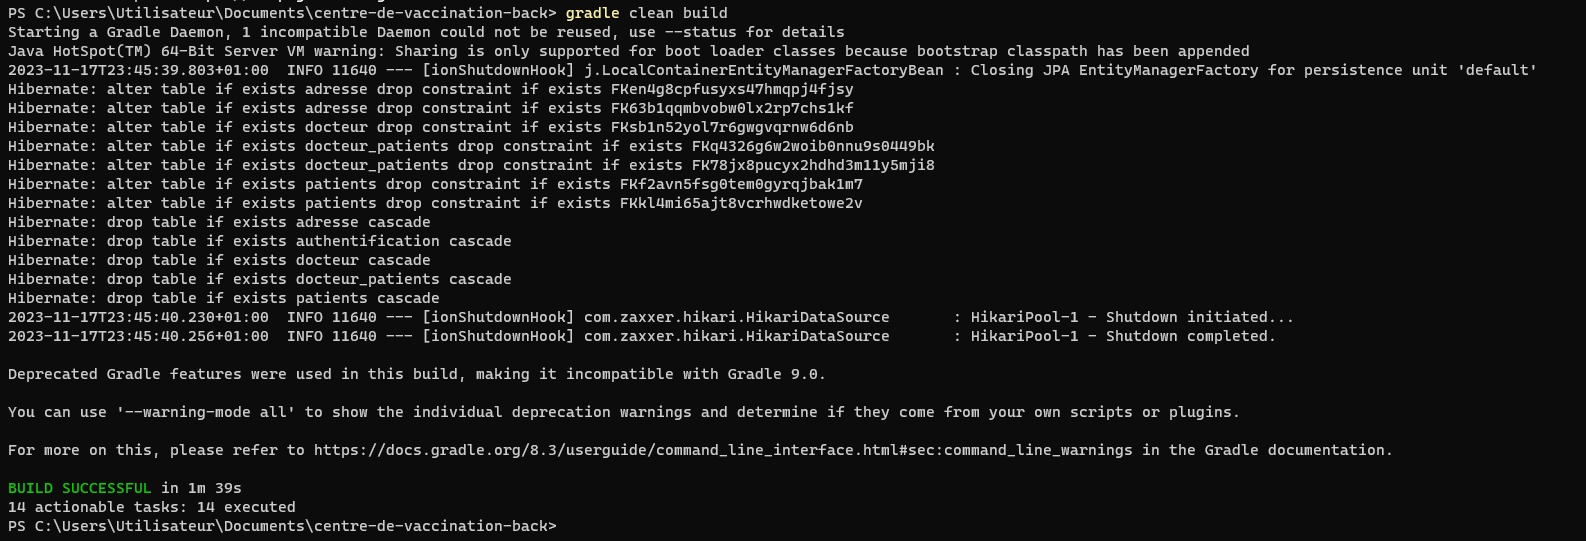 PS C:\Users\Utilisateur\Documents\centre-de-vaccination-back> gradle clean build
Starting a Gradle Daemon, 1 incompatible Daemon could not be reused, use --status for details
Java HotSpot(TM) 64-Bit Server VM warning: Sharing is only supported for boot loader classes because bootstrap classpath has been appended
2023-11-17T23:45:39.803+01:00  INFO 11640 --- [ionShutdownHook] j.LocalContainerEntityManagerFactoryBean : Closing JPA EntityManagerFactory for persistence unit 'default'
Hibernate: alter table if exists adresse drop constraint if exists FKen4g8cpfusyxs47hmqpj4fjsy
Hibernate: alter table if exists adresse drop constraint if exists FK63b1qqmbvobw0lx2rp7chs1kf
Hibernate: alter table if exists docteur drop constraint if exists FKsb1n52yol7r6gwgvqrnw6d6nb
Hibernate: alter table if exists docteur_patients drop constraint if exists FKq4326g6w2woib0nnu9s0449bk
Hibernate: alter table if exists docteur_patients drop constraint if exists FK78jx8pucyx2hdhd3m11y5mji8
Hibernate: alter table if exists patients drop constraint if exists FKf2avn5fsg0tem0gyrqjbak1m7
Hibernate: alter table if exists patients drop constraint if exists FKkl4mi65ajt8vcrhwdketowe2v
Hibernate: drop table if exists adresse cascade
Hibernate: drop table if exists authentification cascade
Hibernate: drop table if exists docteur cascade
Hibernate: drop table if exists docteur_patients cascade
Hibernate: drop table if exists patients cascade
2023-11-17T23:45:40.230+01:00  INFO 11640 --- [ionShutdownHook] com.zaxxer.hikari.HikariDataSource       : HikariPool-1 - Shutdown initiated...
2023-11-17T23:45:40.256+01:00  INFO 11640 --- [ionShutdownHook] com.zaxxer.hikari.HikariDataSource       : HikariPool-1 - Shutdown completed.
Deprecated Gradle features were used in this build, making it incompatible with Gradle 9.0.
You can use '--warning-mode all' to show the individual deprecation warnings and determine if they come from your own scripts or plugins.
For more on this, please refer to https://docs.gradle.org/8.3/userguide/command_line_interface.html#sec:command_line_warnings in the Gradle documentation.
BUILD SUCCESSFUL in 1m 39s
14 actionable tasks: 14 executed
PS C:\Users\Utilisateur\Documents\centre-de-vaccination-back>